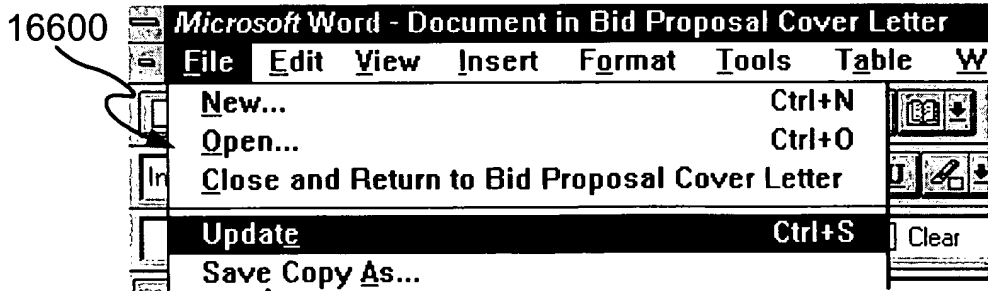 16600
Microsoft Word - Document in Bid Proposal Cover Letter
File Edit View Insert Format Tools Table W
New... Ctrl+N
Open... Ctrl+O
In
Close and Return to Bid Proposal Cover Letter
U
Update Ctrl+S
Clear
Save Copy As...